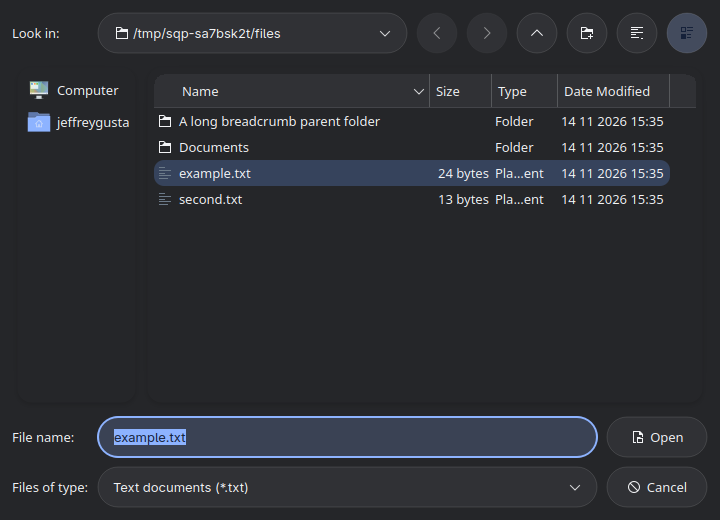 Look in: /tmp/sqp-sa7bsk2t/files
Computer
jeffreygusta
Name Size Type Date Modified
A long breadcrumb parent folder Folder 14 11 2026 15:35
Documents Folder 14 11 2026 15:35
example.txt 24 bytes Pla...ent 14 11 2026 15:35
second.txt 13 bytes Pla...ent 14 11 2026 15:35
File name: example.txt Open
Files of type: Text documents (*.txt) Cancel